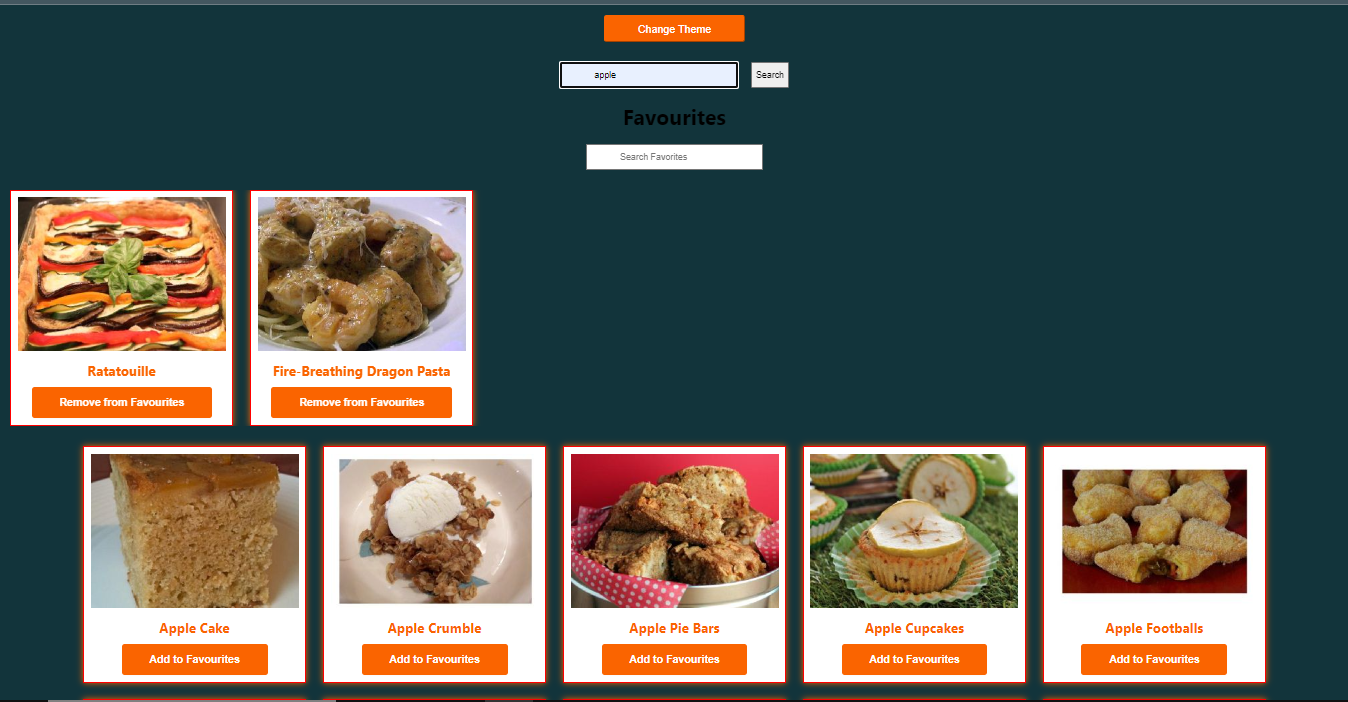 Change Theme
apple
Search
Favourites
Search Favorites
Ratatouille
Fire-Breathing Dragon Pasta
Remove from Favourites
Remove from Favourites
Apple Cake
Apple Crumble
Apple Pie Bars
Apple Cupcakes
Apple Footballs
Add to Favourites
Add to Favourites
Add to Favourites
Add to Favourites
Add to Favourites